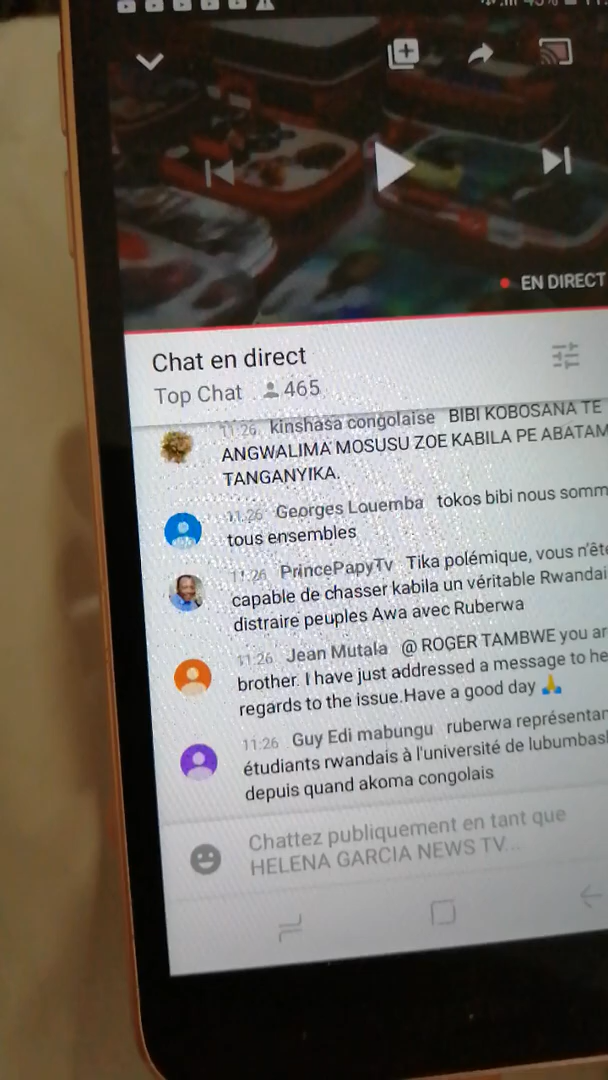 EN DIRECT
Chat en direct
Top Chat 465
11:26 kinshasa congolaise BIBI KOBOSANA TE
ANGWALIMA MOSUSU ZOE KABILA PE ABATAM
TANGANYIKA.
11:26 Georges Louemba tokos bibi nous somm
tous ensembles
11:26 PrincePapyTv Tika polémique, vous n'ête
capable de chasser kabila un véritable Rwandai
distraire peuples Awa avec Ruberwa
11:26 Jean Mutala @ ROGER TAMBWE you ar
brother. I have just addressed a message to he
regards to the issue.Have a good day 🙏
11:26 Guy Edi mabungu ruberwa représentan
étudiants rwandais à l'université de lubumbas
depuis quand akoma congolais
Chattez publiquement en tant que
HELENA GARCIA NEWS TV...